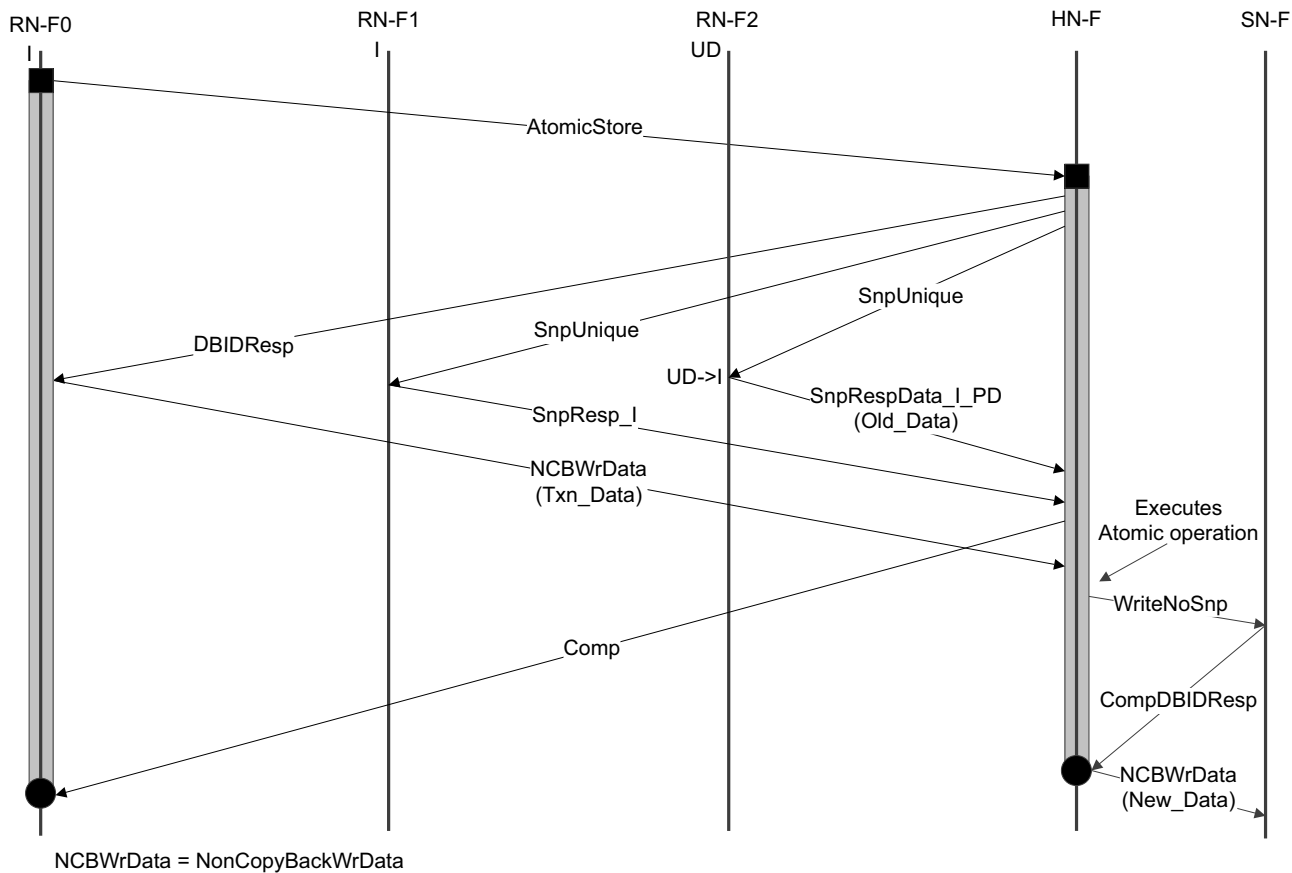 RN-F0
RN-F1
RN-F2
HN-F
SN-F
I
I
UD
AtomicStore
SnpUnique
SnpUnique
DBIDResp
UD->I
SnpRespData_I_PD
(Old_Data)
SnpResp_I
NCBWrData
(Txn_Data)
Executes
Atomic operation
WriteNoSnp
Comp
CompDBIDResp
NCBWrData
(New_Data)
NCBWrData = NonCopyBackWrData